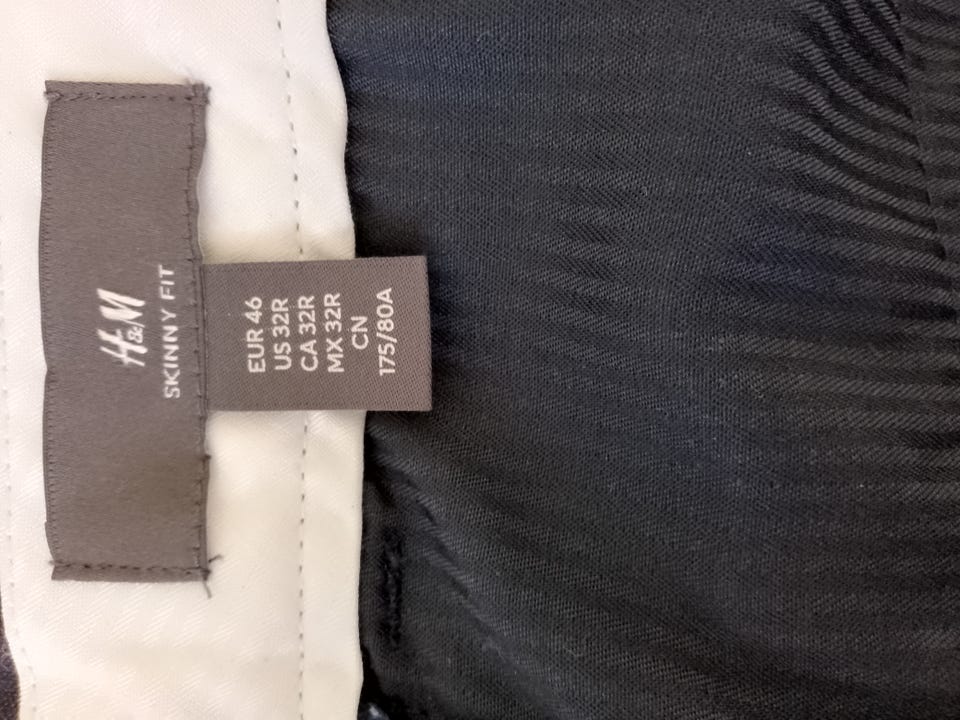 H&M
SKINNY FIT
EUR 46
US 32R
CA 32R
MX 32R
CN
175/80A